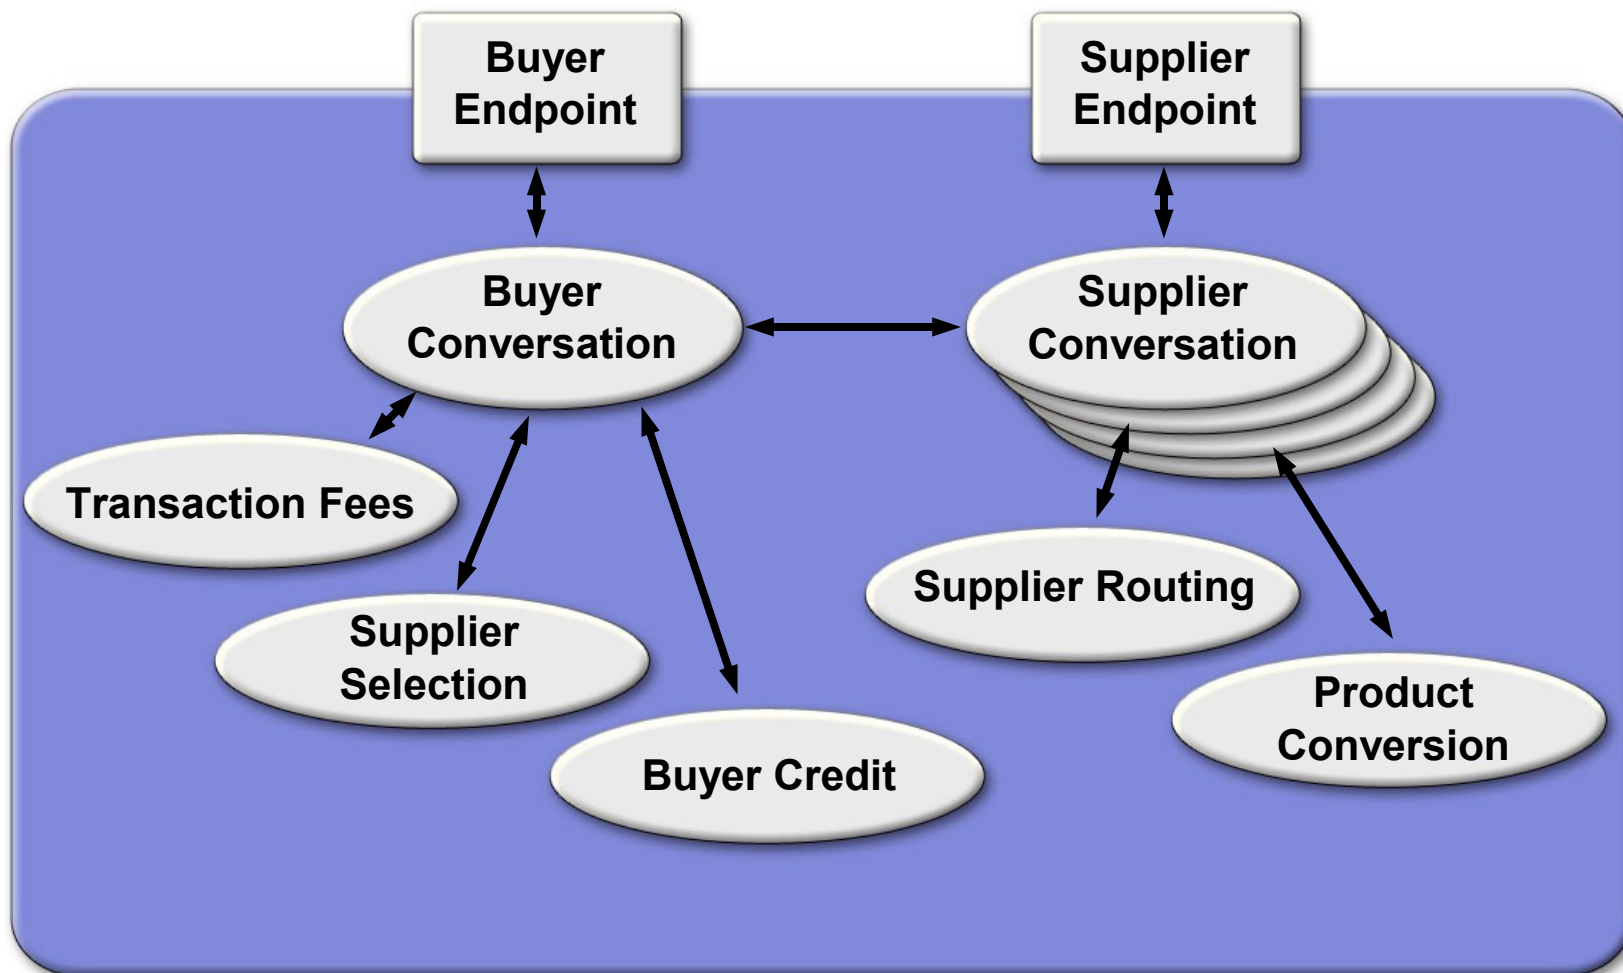 Buyer
Endpoint
Supplier
Endpoint
Buyer
Conversation
Supplier
Conversation
Transaction Fees
Supplier
Selection
Buyer Credit
Supplier Routing
Product
Conversion